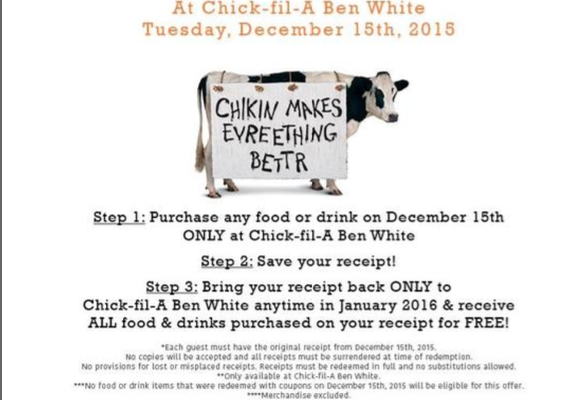 At Chick-fil-A Ben White
Tuesday, December 15th, 2015
CHIKIN MAKES
EVREETHING
BETTR
Step 1: Purchase any food or drink on December 15th
ONLY at Chick-fil-A Ben White
Step 2: Save your receipt!
Step 3: Bring your receipt back ONLY to
Chick-fil-A Ben White anytime in January 2016 & receive
ALL food & drinks purchased on your receipt for FREE!
*Each guest must have the original receipt from December 15th, 2015.
No copies will be accepted and all receipts must be surrendered at time of redemption.
No provisions for lost or misplaced receipts. Receipts must be redeemed in full and no substitutions allowed.
**Only available at Chick-fil-A Ben White.
***No food or drink items that were redeemed with coupons on December 15th, 2015 will be eligible for this offer.
****Merchandise excluded.